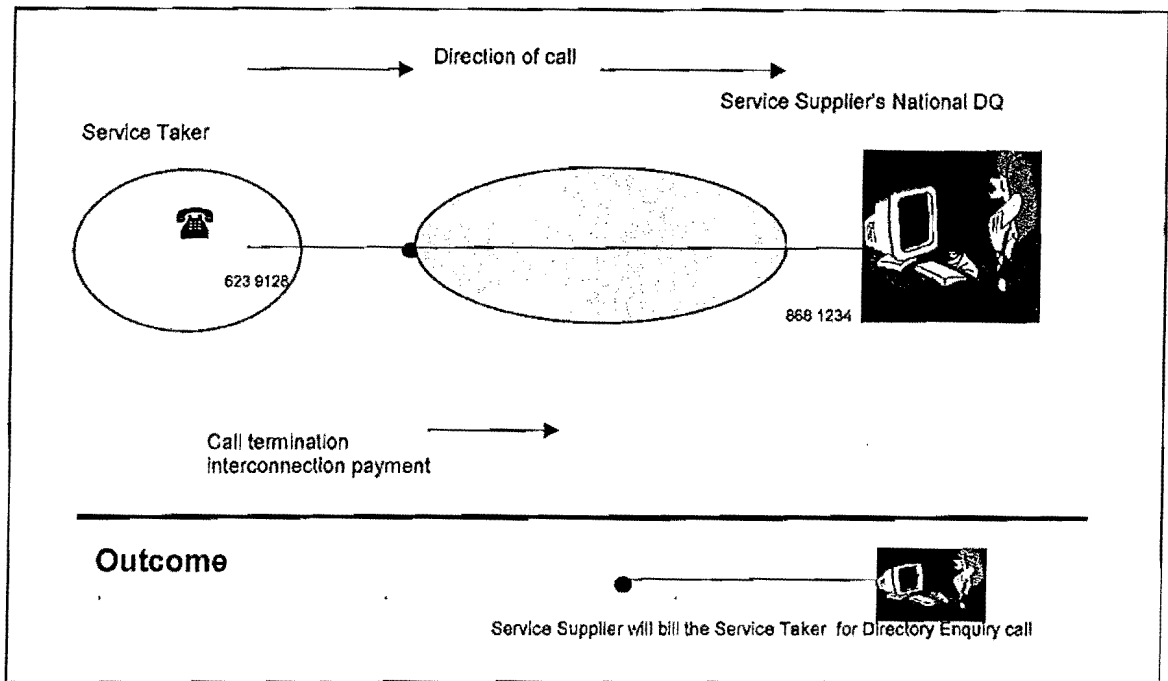 Direction of call
Service Supplier's National DQ
Service Taker
623 9128
868 1234
Call termination
interconnection payment
Outcome
Service Supplier will bill the Service Taker for Directory Enquiry call